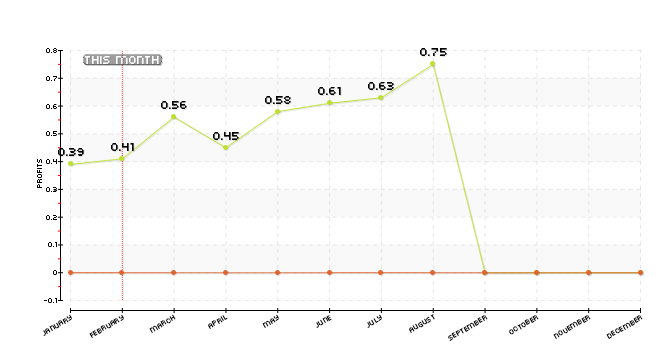 THIS MONTH
0.8
0.7
0.6
0.5
0.4
0.3
0.2
0.1
0
-0.1
PROFITS
0.39
0.41
0.56
0.45
0.58
0.61
0.63
0.75
JANUARY
FEBRUARY
MARCH
APRIL
MAY
JUNE
JULY
AUGUST
SEPTEMBER
OCTOBER
NOVEMBER
DECEMBER